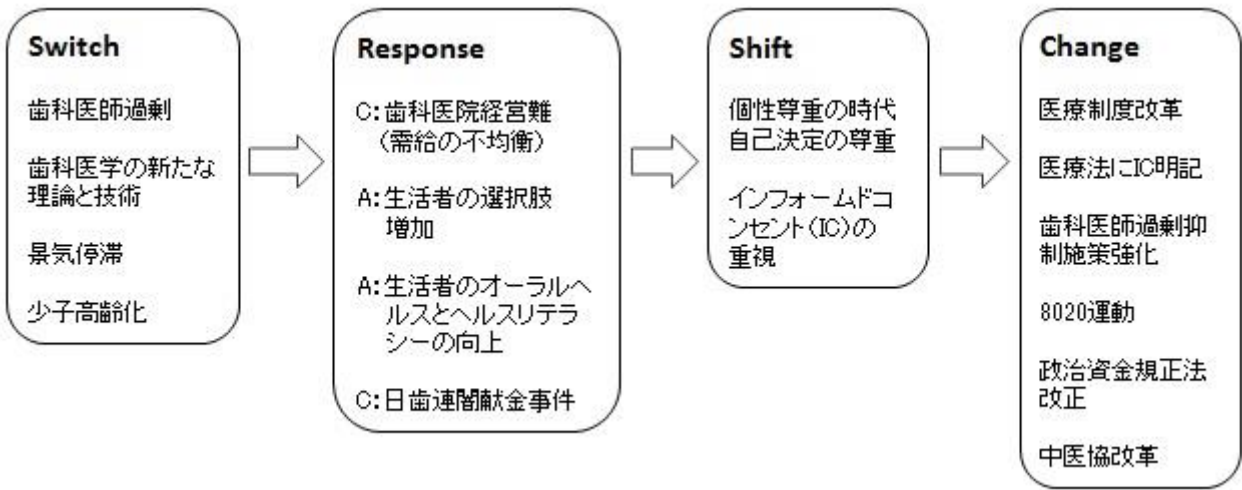 Switch
歯科医師過剰
歯科医学の新たな
理論と技術
景気停滞
少子高齢化
Response
C:歯科医院経営難
(需給の不均衡)
A:生活者の選択肢
増加
A:生活者のオーラルヘ
ルスとヘルスリテラ
シーの向上
C:日歯連闇献金事件
Shift
個性尊重の時代
自己決定の尊重
インフォームドコ
ンセント(IC)の
重視
Change
医療制度改革
医療法にIC明記
歯科医師過剰抑
制施策強化
8020運動
政治資金規正法
改正
中医協改革